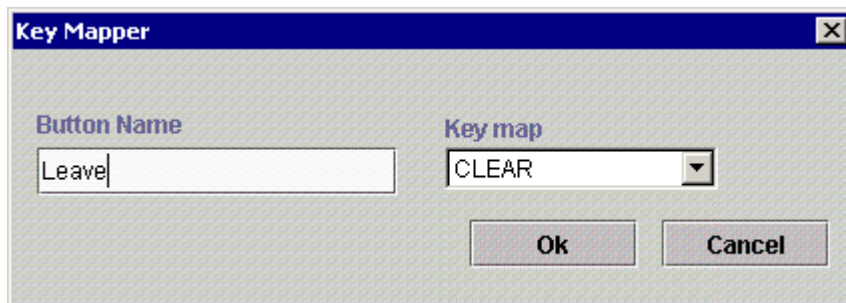 Key Mapper
Button Name
Key map
Leave
CLEAR
Ok
Cancel